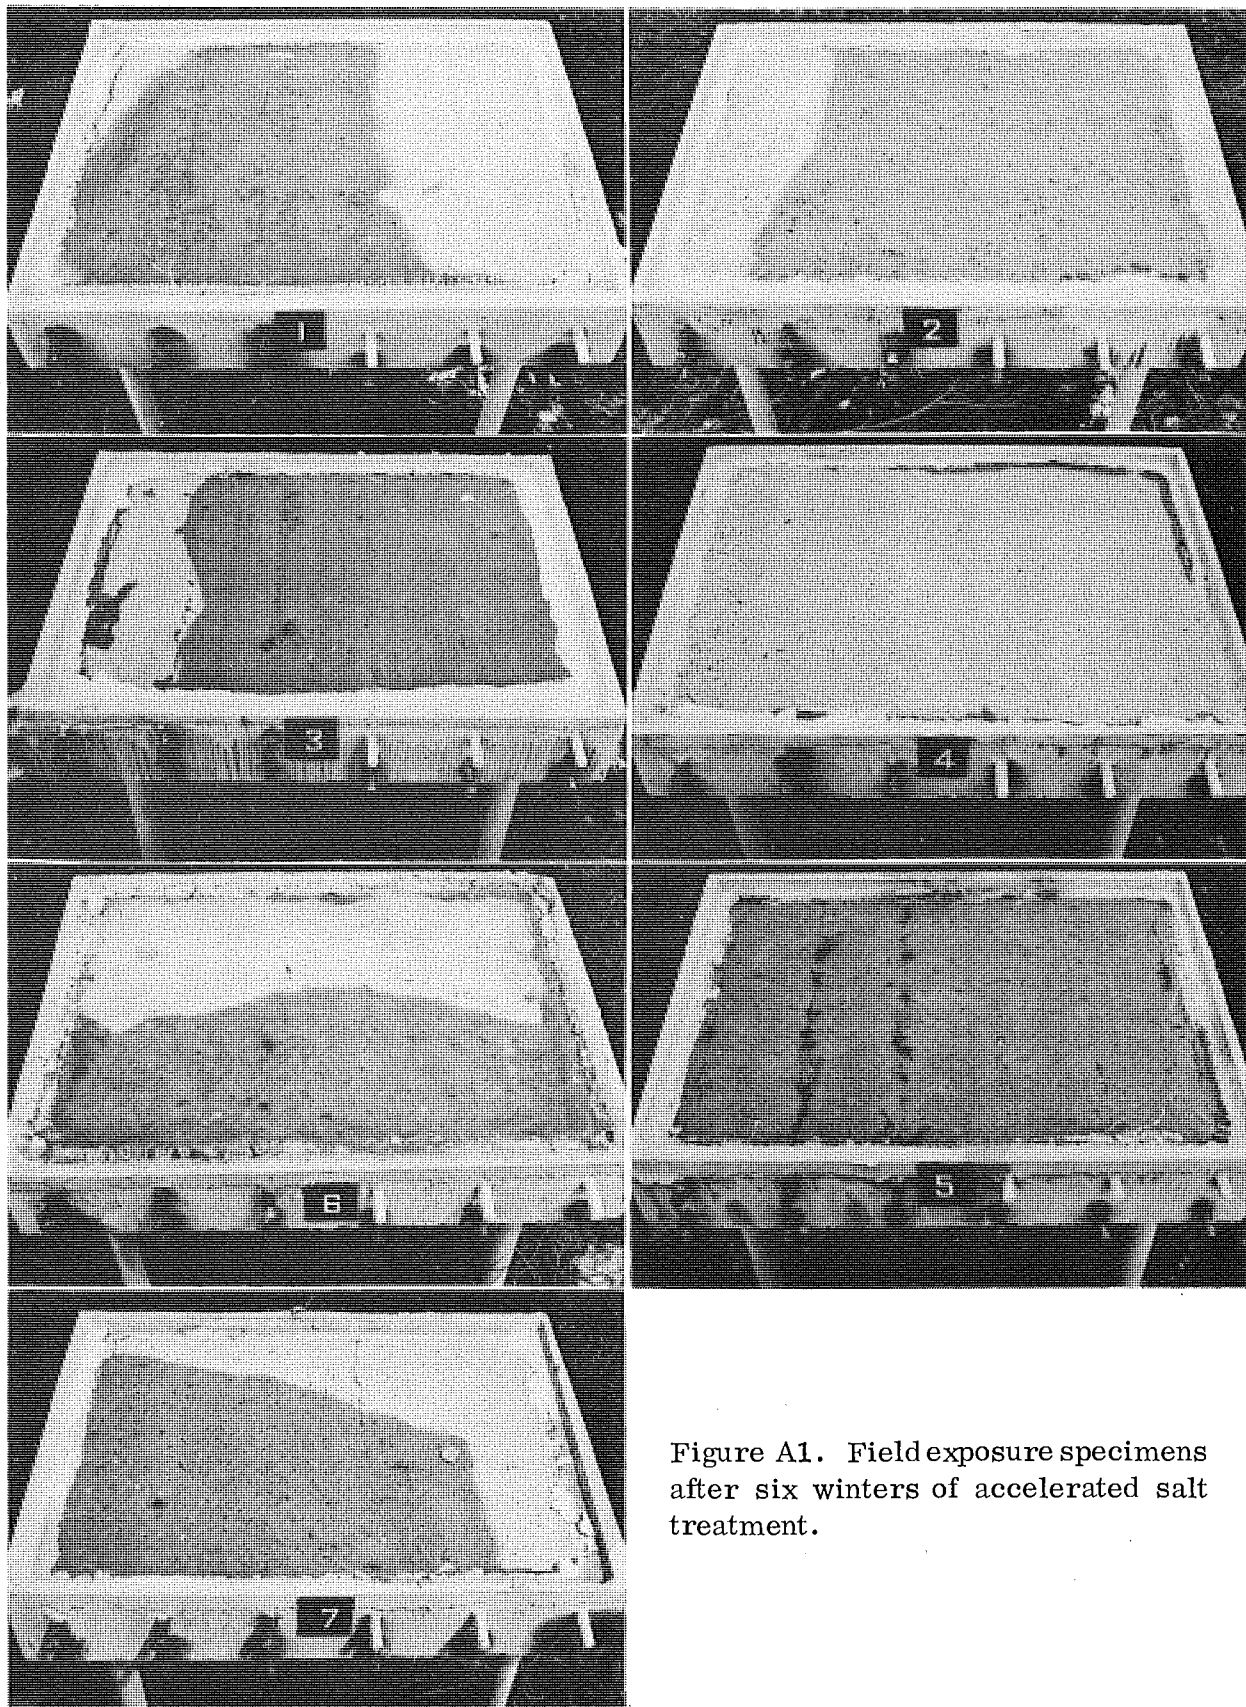 1
2
3
4
6
5
7
Figure A1. Field exposure specimens
after six winters of accelerated salt
treatment.